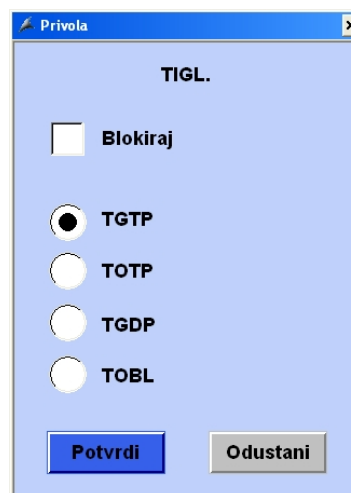 Privola
TIGL.
Blokiraj
TGTP
TOTP
TGDP
TOBL
Potvrdi Odustani